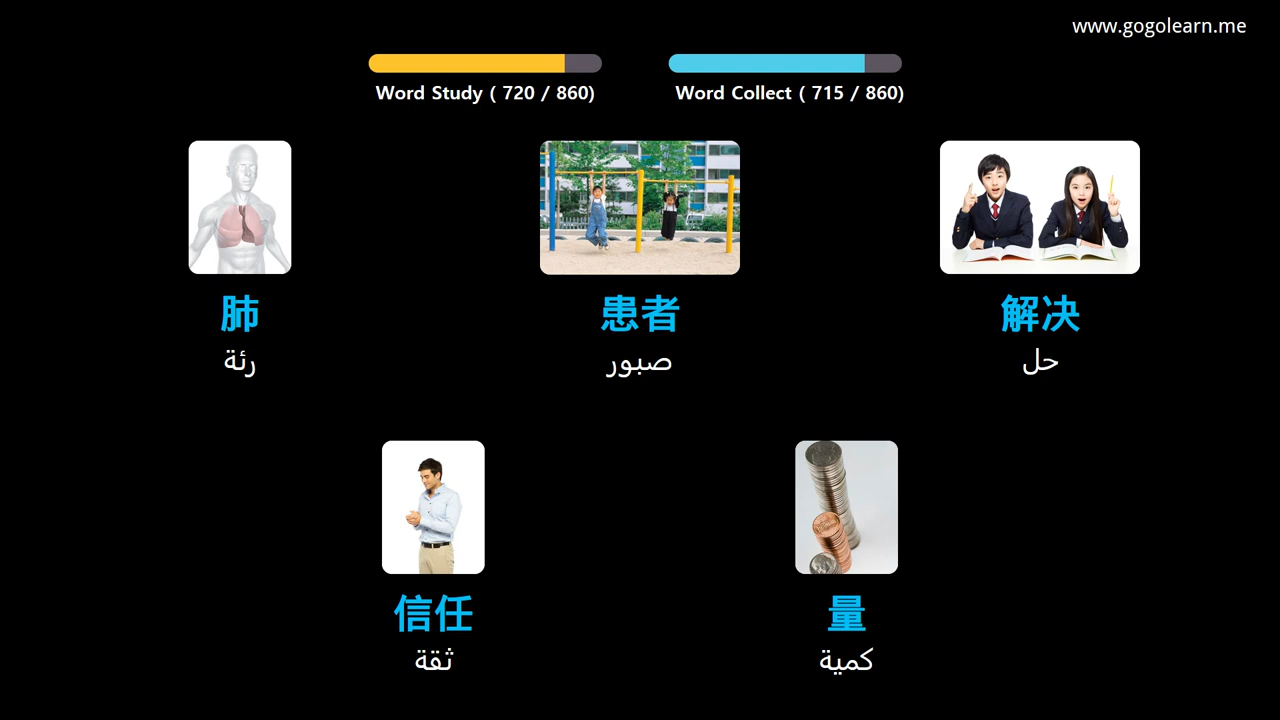 www.gogolearn.me
Word Study ( 720 / 860)
Word Collect ( 715 / 860)
肺
رئة
患者
صبور
解决
حل
信任
ثقة
量
كمية